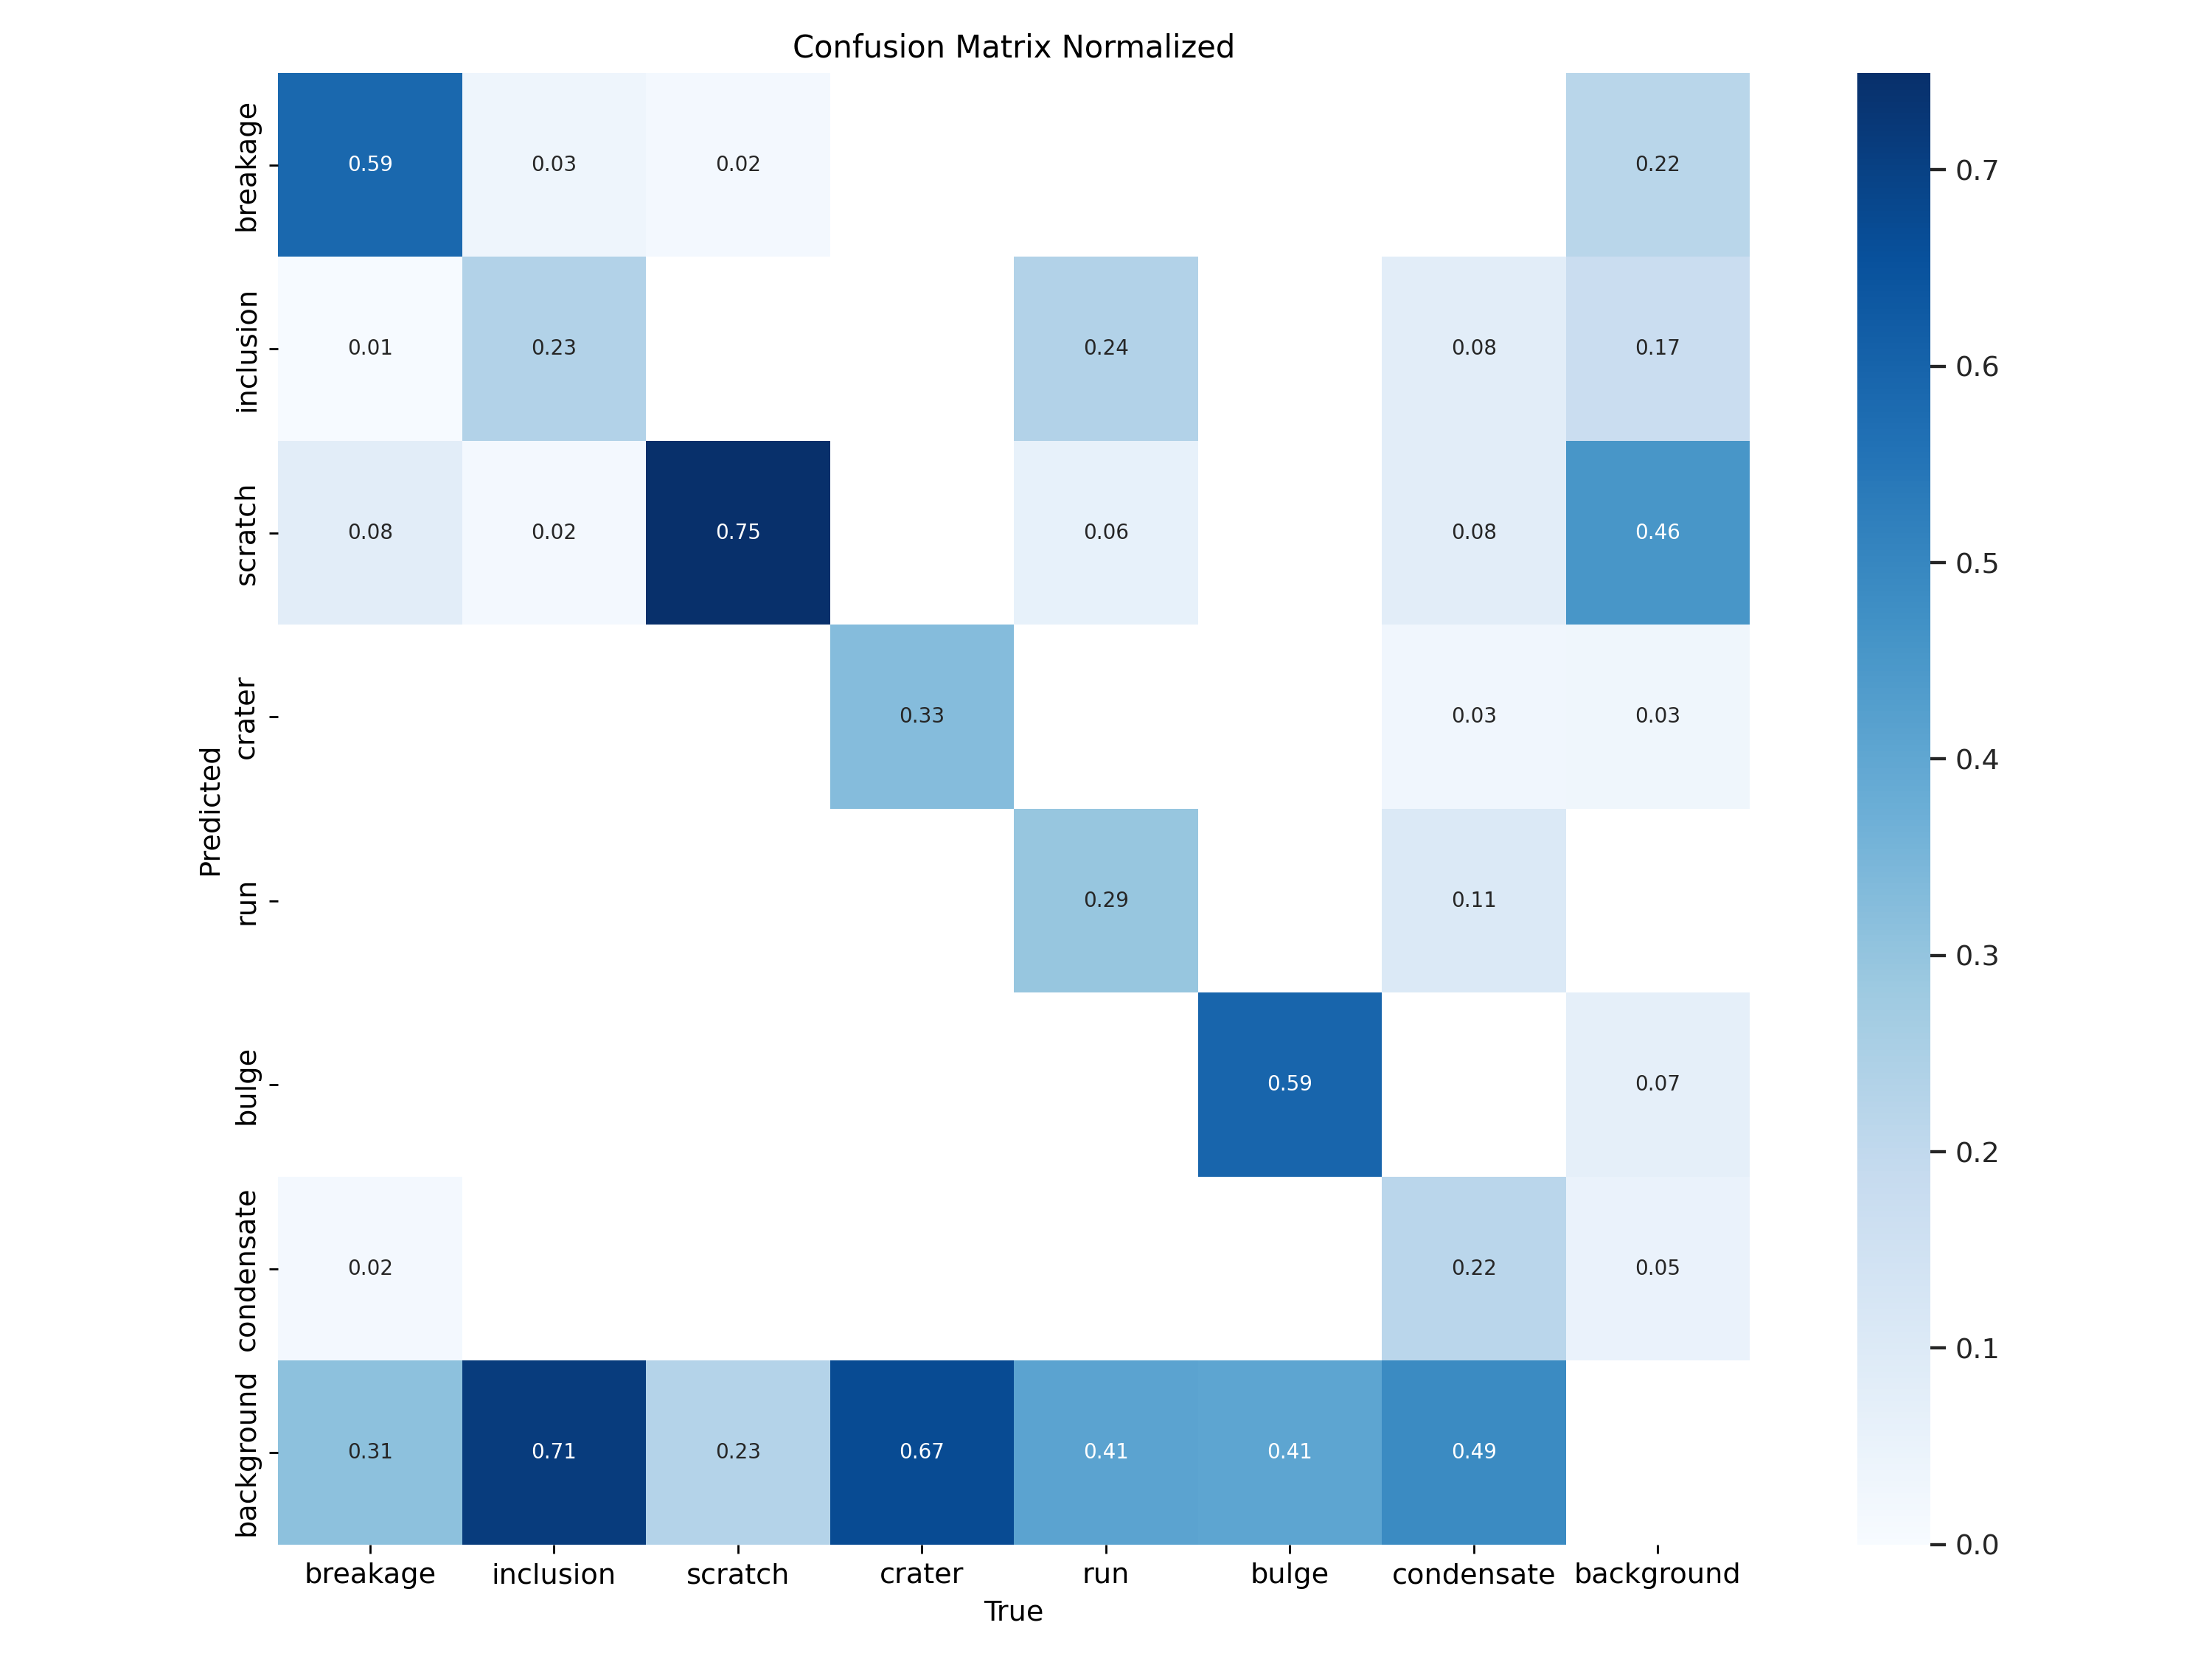 Confusion Matrix Normalized
breakage 0.59 0.03 0.02 0.22
inclusion 0.01 0.23 0.24 0.08 0.17
scratch 0.08 0.02 0.75 0.06 0.08 0.46
crater 0.33 0.03 0.03
run 0.29 0.11
bulge 0.59 0.07
condensate 0.02 0.22 0.05
background 0.31 0.71 0.23 0.67 0.41 0.41 0.49
breakage inclusion scratch crater run bulge condensate background
True
Predicted
0.7
0.6
0.5
0.4
0.3
0.2
0.1
0.0